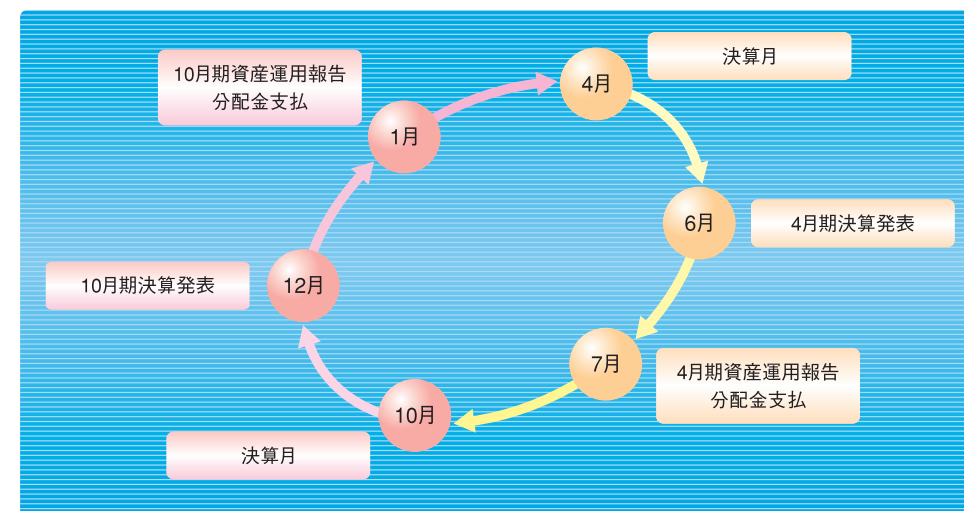 決算月
4月
10月期資産運用報告
分配金支払
1月
6月
4月期決算発表
12月
10月期決算発表
7月
4月期資産運用報告
分配金支払
10月
決算月